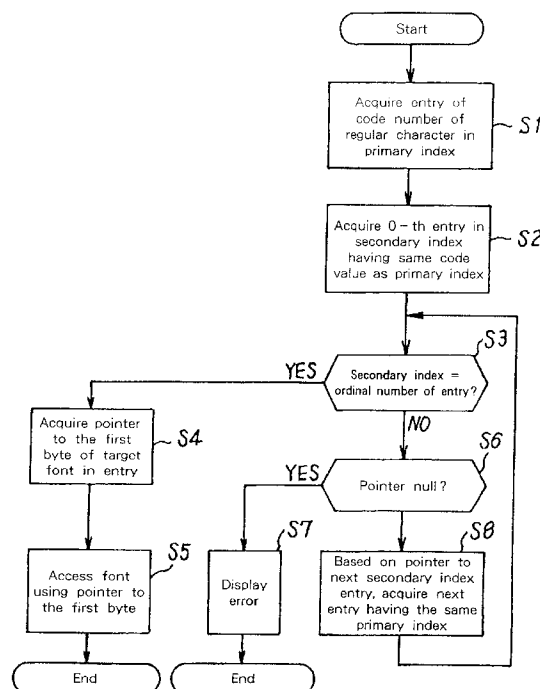 Start
Acquire entry of
code number of
regular character in
primary index
S1
Acquire 0-th entry in
secondary index
having same code
value as primary index
S2
S3
Secondary index =
ordinal number of entry?
YES
NO
Acquire pointer
to the first
byte of target
font in entry
S4
S6
Pointer null?
YES
S5
Access font
using pointer
to the first byte
S7
Display
error
S8
Based on pointer to
next secondary index
entry, acquire next
entry having the same
primary index
End
End